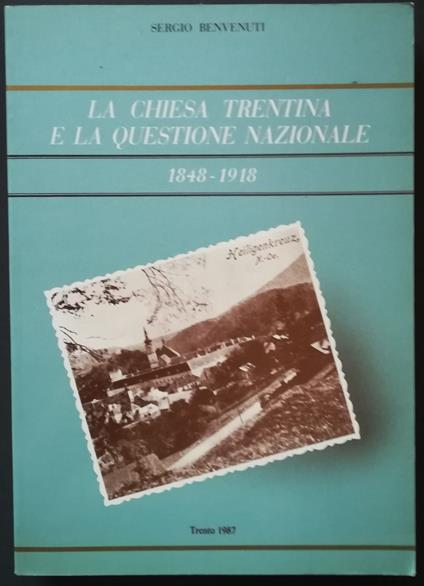 SERGIO BENVENUTI
LA CHIESA TRENTINA
E LA QUESTIONE NAZIONALE
1848-1918
Heiligenkreuz,
N.-Oe.
Trento 1987